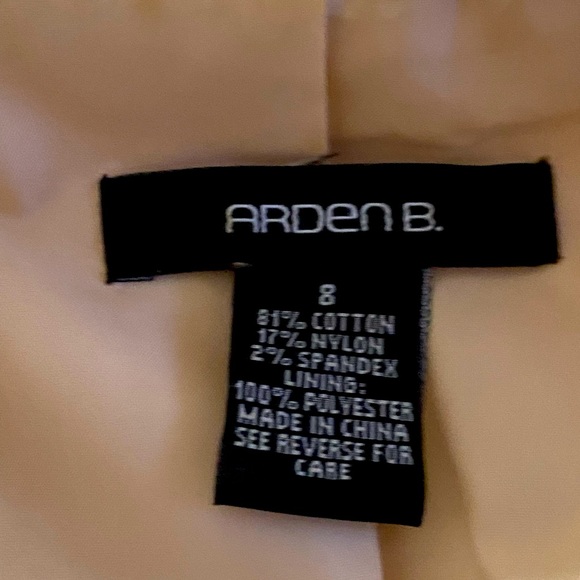 ARDEN B.
8
81% COTTON
17% NYLON
2% SPANDEX
LINING:
100% POLYESTER
MADE IN CHINA
SEE REVERSE FOR
CARE